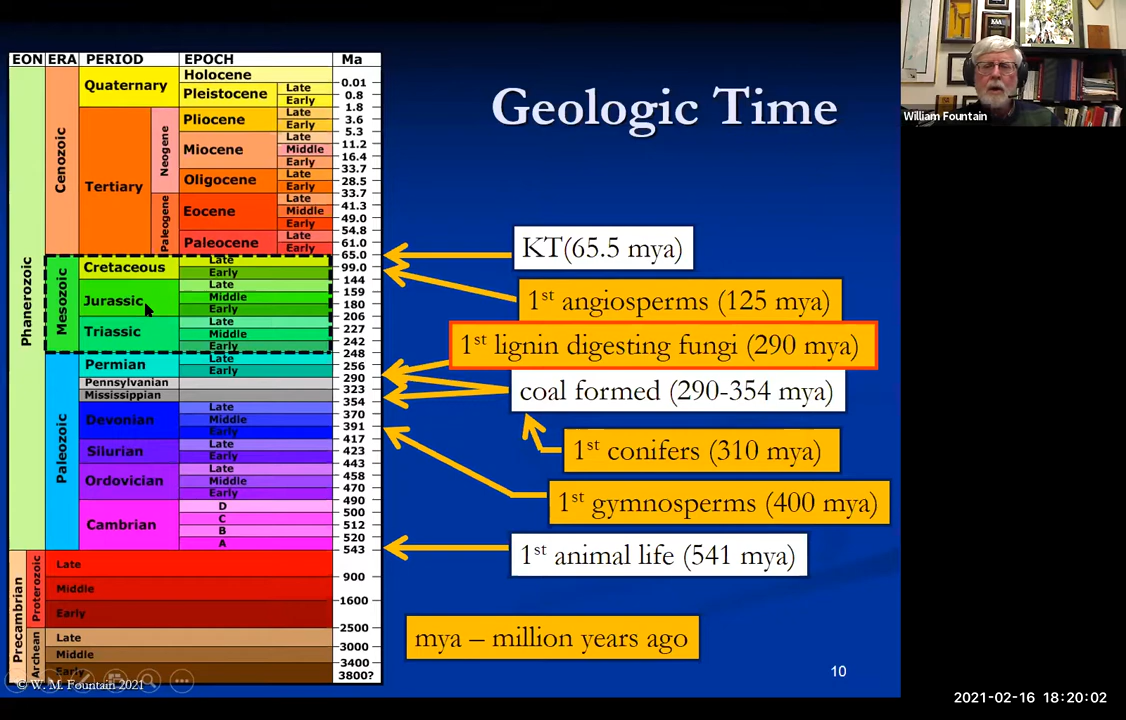 Geologic Time
EON ERA PERIOD EPOCH Ma
Phanerozoic
Cenozoic
Quaternary
Holocene
0.01
Pleistocene
Late
0.8
Early
1.8
Tertiary
Neogene
Pliocene
Late
3.6
Early
5.3
Miocene
Late
11.2
Middle
16.4
Early
33.7
Paleogene
Oligocene
Late
28.5
Early
33.7
Eocene
Late
41.3
Middle
49.0
Early
54.8
Paleocene
Late
61.0
Early
65.0
Mesozoic
Cretaceous
Late
99.0
Early
144
Jurassic
Late
159
Middle
180
Early
206
Triassic
Late
227
Middle
242
Early
248
Paleozoic
Permian
Late
256
Early
290
Pennsylvanian
323
Mississippian
354
Devonian
Late
370
Middle
391
Early
417
Silurian
Late
423
Early
443
Ordovician
Late
458
Middle
470
Early
490
Cambrian
D
500
C
512
B
520
A
543
Precambrian
Proterozoic
Late
900
Middle
1600
Early
2500
Archean
Late
3000
Middle
3400
Early
3800?
KT(65.5 mya)
1st angiosperms (125 mya)
1st lignin digesting fungi (290 mya)
coal formed (290-354 mya)
1st conifers (310 mya)
1st gymnosperms (400 mya)
1st animal life (541 mya)
mya – million years ago
10
© W. M. Fountain 2021
William Fountain
2021-02-16 18:20:02